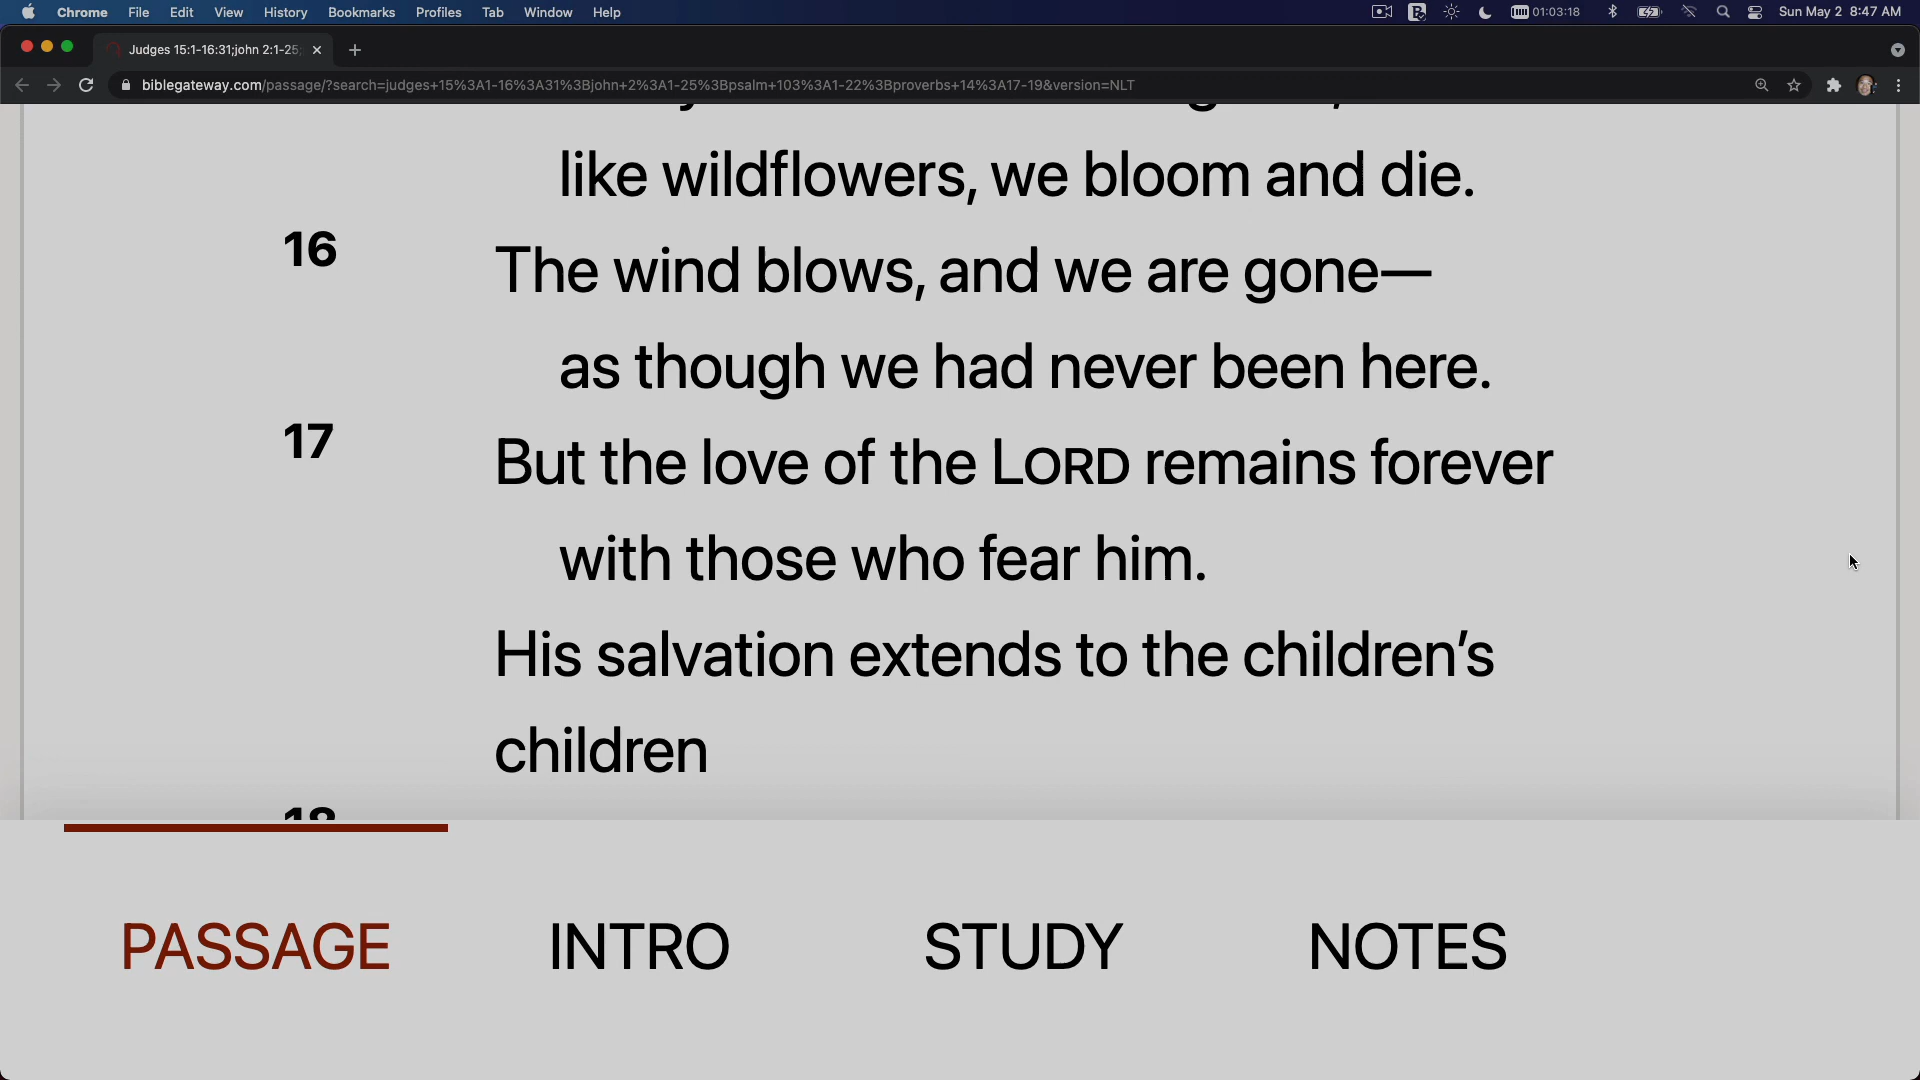 Chrome File Edit View History Bookmarks Profiles Tab Window Help 01:03:18 Sun May 2 8:47 AM
Judges 15:1-16:31;john 2:1-25;
biblegateway.com/passage/?search=judges+15%3A1-16%3A31%3Bjohn+2%3A1-25%3Bpsalm+103%3A1-22%3Bproverbs+14%3A17-19&version=NLT
like wildflowers, we bloom and die.
16 The wind blows, and we are gone—
as though we had never been here.
17 But the love of the LORD remains forever
with those who fear him.
His salvation extends to the children’s
children
18
PASSAGE INTRO STUDY NOTES